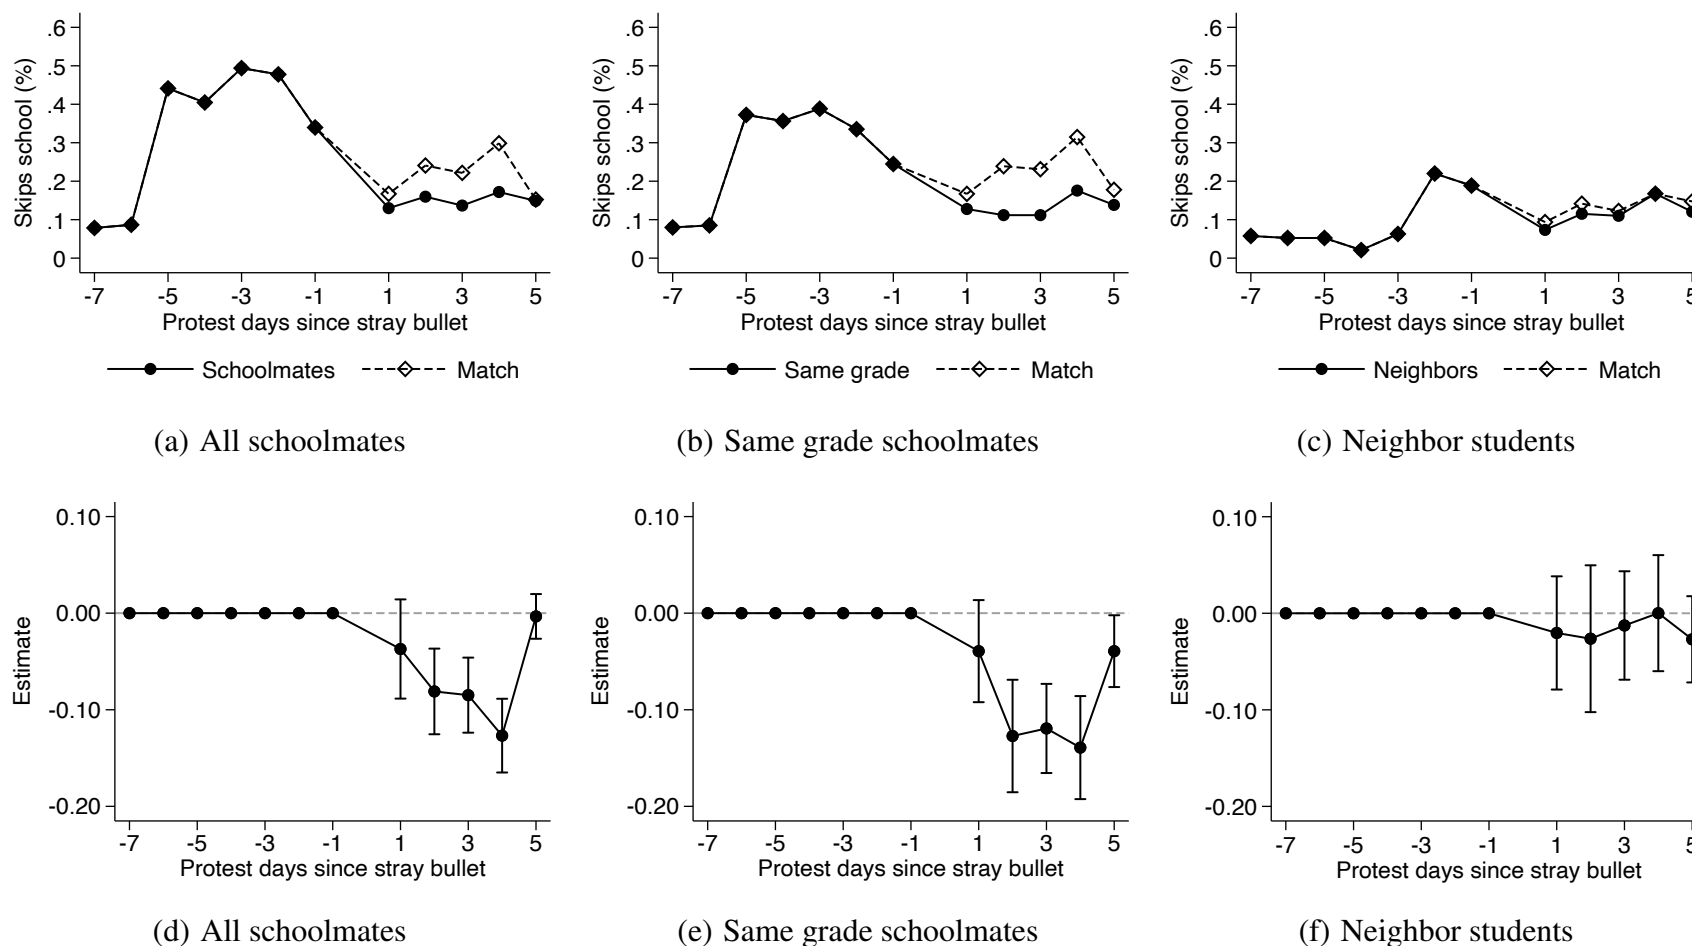 .6
.5
.4
.3
.2
.1
0
Skips school (%)
-7 -5 -3 -1 1 3 5
Protest days since stray bullet
Schoolmates Match
(a) All schoolmates
.6
.5
.4
.3
.2
.1
0
Skips school (%)
-7 -5 -3 -1 1 3 5
Protest days since stray bullet
Same grade Match
(b) Same grade schoolmates
.6
.5
.4
.3
.2
.1
0
Skips school (%)
-7 -5 -3 -1 1 3 5
Protest days since stray bullet
Neighbors Match
(c) Neighbor students
0.10
0.00
-0.10
-0.20
Estimate
-7 -5 -3 -1 1 3 5
Protest days since stray bullet
(d) All schoolmates
0.10
0.00
-0.10
-0.20
Estimate
-7 -5 -3 -1 1 3 5
Protest days since stray bullet
(e) Same grade schoolmates
0.10
0.00
-0.10
-0.20
Estimate
-7 -5 -3 -1 1 3 5
Protest days since stray bullet
(f) Neighbor students